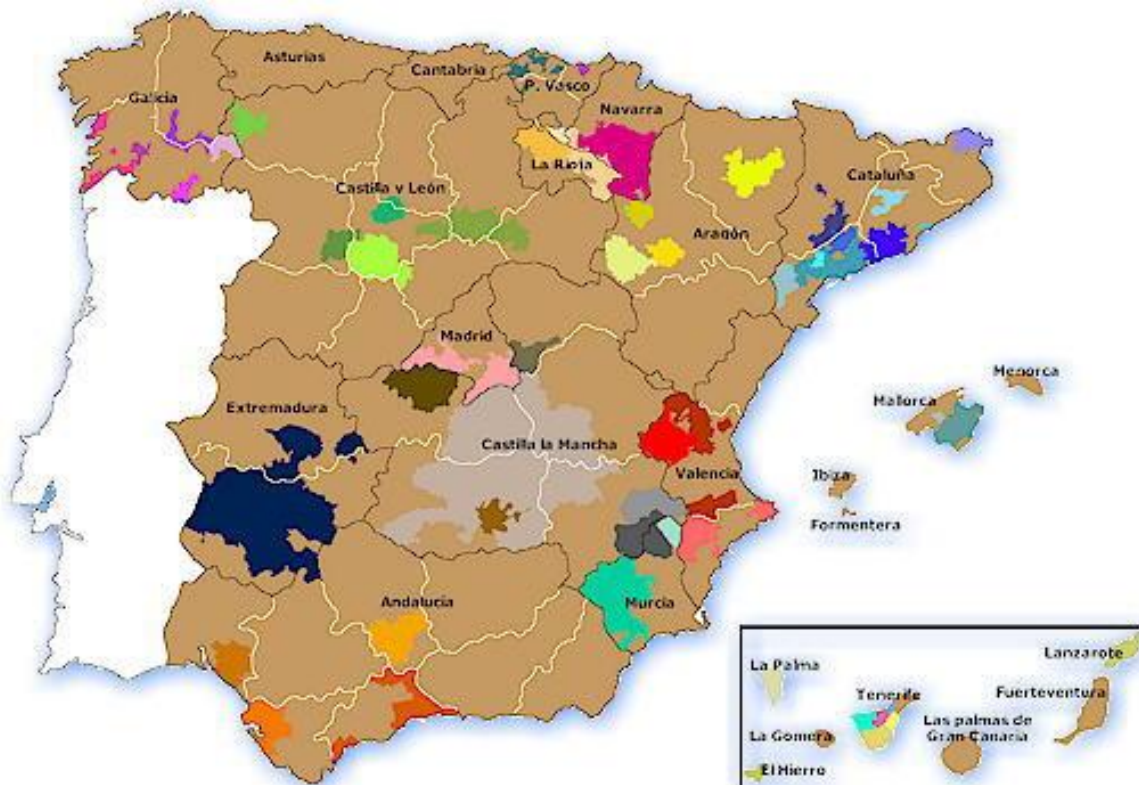 Asturias
Cantabria
P. Vasco
Galicia
Navarra
La Rioja
Cataluña
Castilla y León
Aragón
Madrid
Menorca
Mallorca
Extremadura
Castilla la Mancha
Valencia
Ibiza
Formentera
Andalucía
Murcia
La Palma
Lanzarote
Tenerife
Fuerteventura
La Gomera
Las palmas de
Gran Canaria
El Hierro